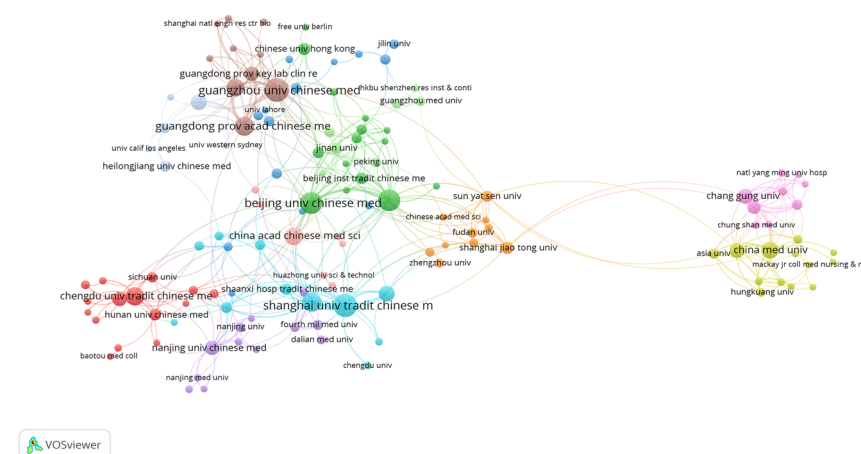 shanghai natl engn res ctr bio
free univ berlin
jilin univ
chinese univ hong kong
guangdong prov key lab clin re
guangzhou univ chinese med
hkbu shenzhen res inst & conti
guangzhou med univ
univ lahore
guangdong prov acad chinese me
univ calif los angeles
univ western sydney
jinan univ
peking univ
heilongjiang univ chinese med
beijing inst tradit chinese me
natl yang ming univ hosp
beijing univ chinese med
sun yat sen univ
chang gung univ
chinese acad med sci
chung shan med univ
china acad chinese med sci
fudan univ
shanghai jiao tong univ
china med univ
asia univ
zhengzhou univ
mackay jr coll med nursing & r
sichuan univ
huazhong univ sci & technol
shaanxi hosp tradit chinese me
hungkuang univ
chengdu univ tradit chinese me
shanghai univ tradit chinese m
hunan univ chinese med
nanjing univ
fourth mil med univ
dalian med univ
baotou med coll
nanjing univ chinese med
chengdu univ
nanjing med univ
VOSviewer